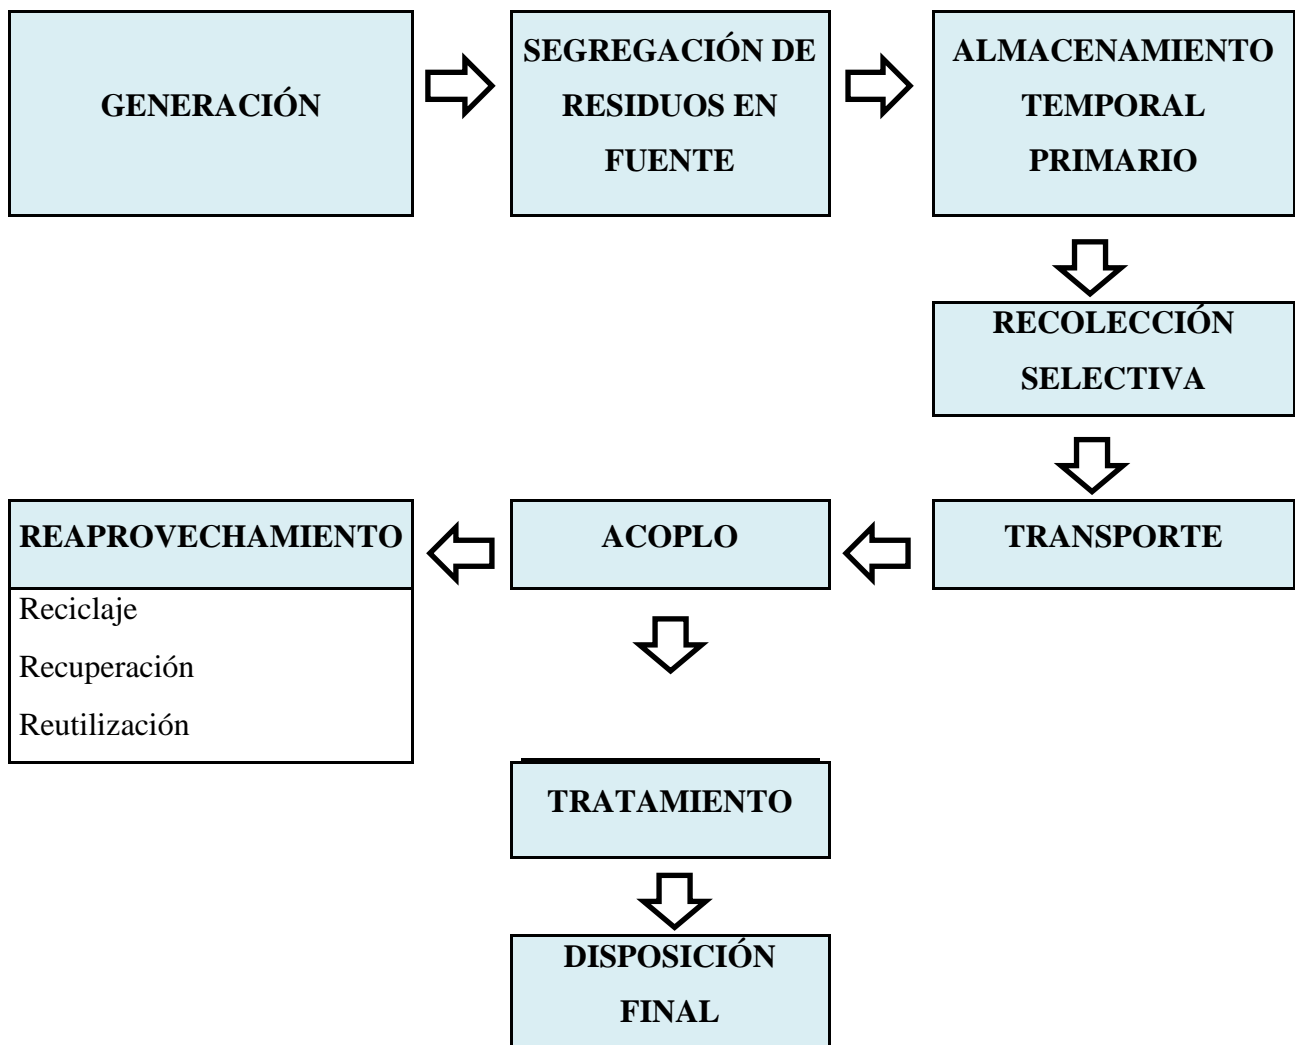 GENERACIÓN
SEGREGACIÓN DE
RESIDUOS EN
FUENTE
ALMACENAMIENTO
TEMPORAL
PRIMARIO
RECOLECCIÓN
SELECTIVA
TRANSPORTE
ACOPLO
REAPROVECHAMIENTO
Reciclaje
Recuperación
Reutilización
TRATAMIENTO
DISPOSICIÓN
FINAL